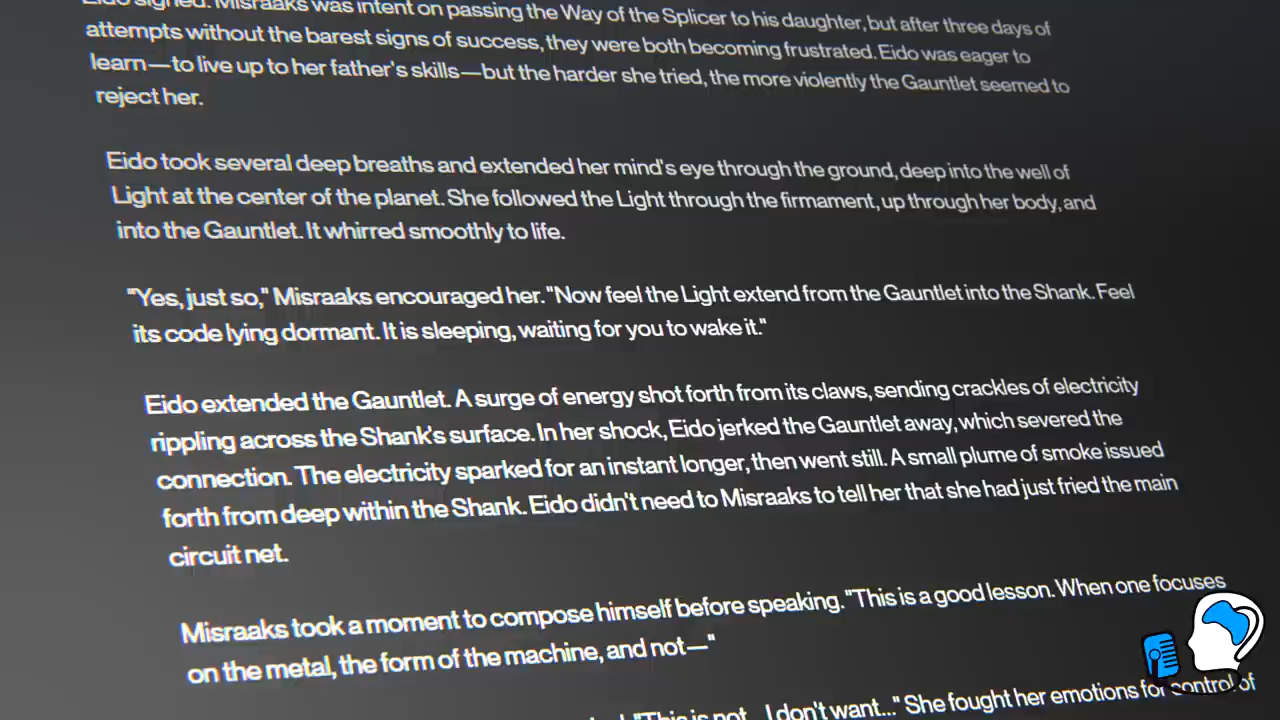 Eido sighed. Misraaks was intent on passing the Way of the Splicer to his daughter, but after three days of
attempts without the barest signs of success, they were both becoming frustrated. Eido was eager to
learn—to live up to her father's skills—but the harder she tried, the more violently the Gauntlet seemed to
reject her.
Eido took several deep breaths and extended her mind's eye through the ground, deep into the well of
Light at the center of the planet. She followed the Light through the firmament, up through her body, and
into the Gauntlet. It whirred smoothly to life.
"Yes, just so," Misraaks encouraged her. "Now feel the Light extend from the Gauntlet into the Shank. Feel
its code lying dormant. It is sleeping, waiting for you to wake it."
Eido extended the Gauntlet. A surge of energy shot forth from its claws, sending crackles of electricity
rippling across the Shank's surface. In her shock, Eido jerked the Gauntlet away, which severed the
connection. The electricity sparked for an instant longer, then went still. A small plume of smoke issued
forth from deep within the Shank. Eido didn't need to Misraaks to tell her that she had just fried the main
circuit net.
Misraaks took a moment to compose himself before speaking. "This is a good lesson. When one focuses
on the metal, the form of the machine, and not—"
"This is not... I don't want..." She fought her emotions for control of